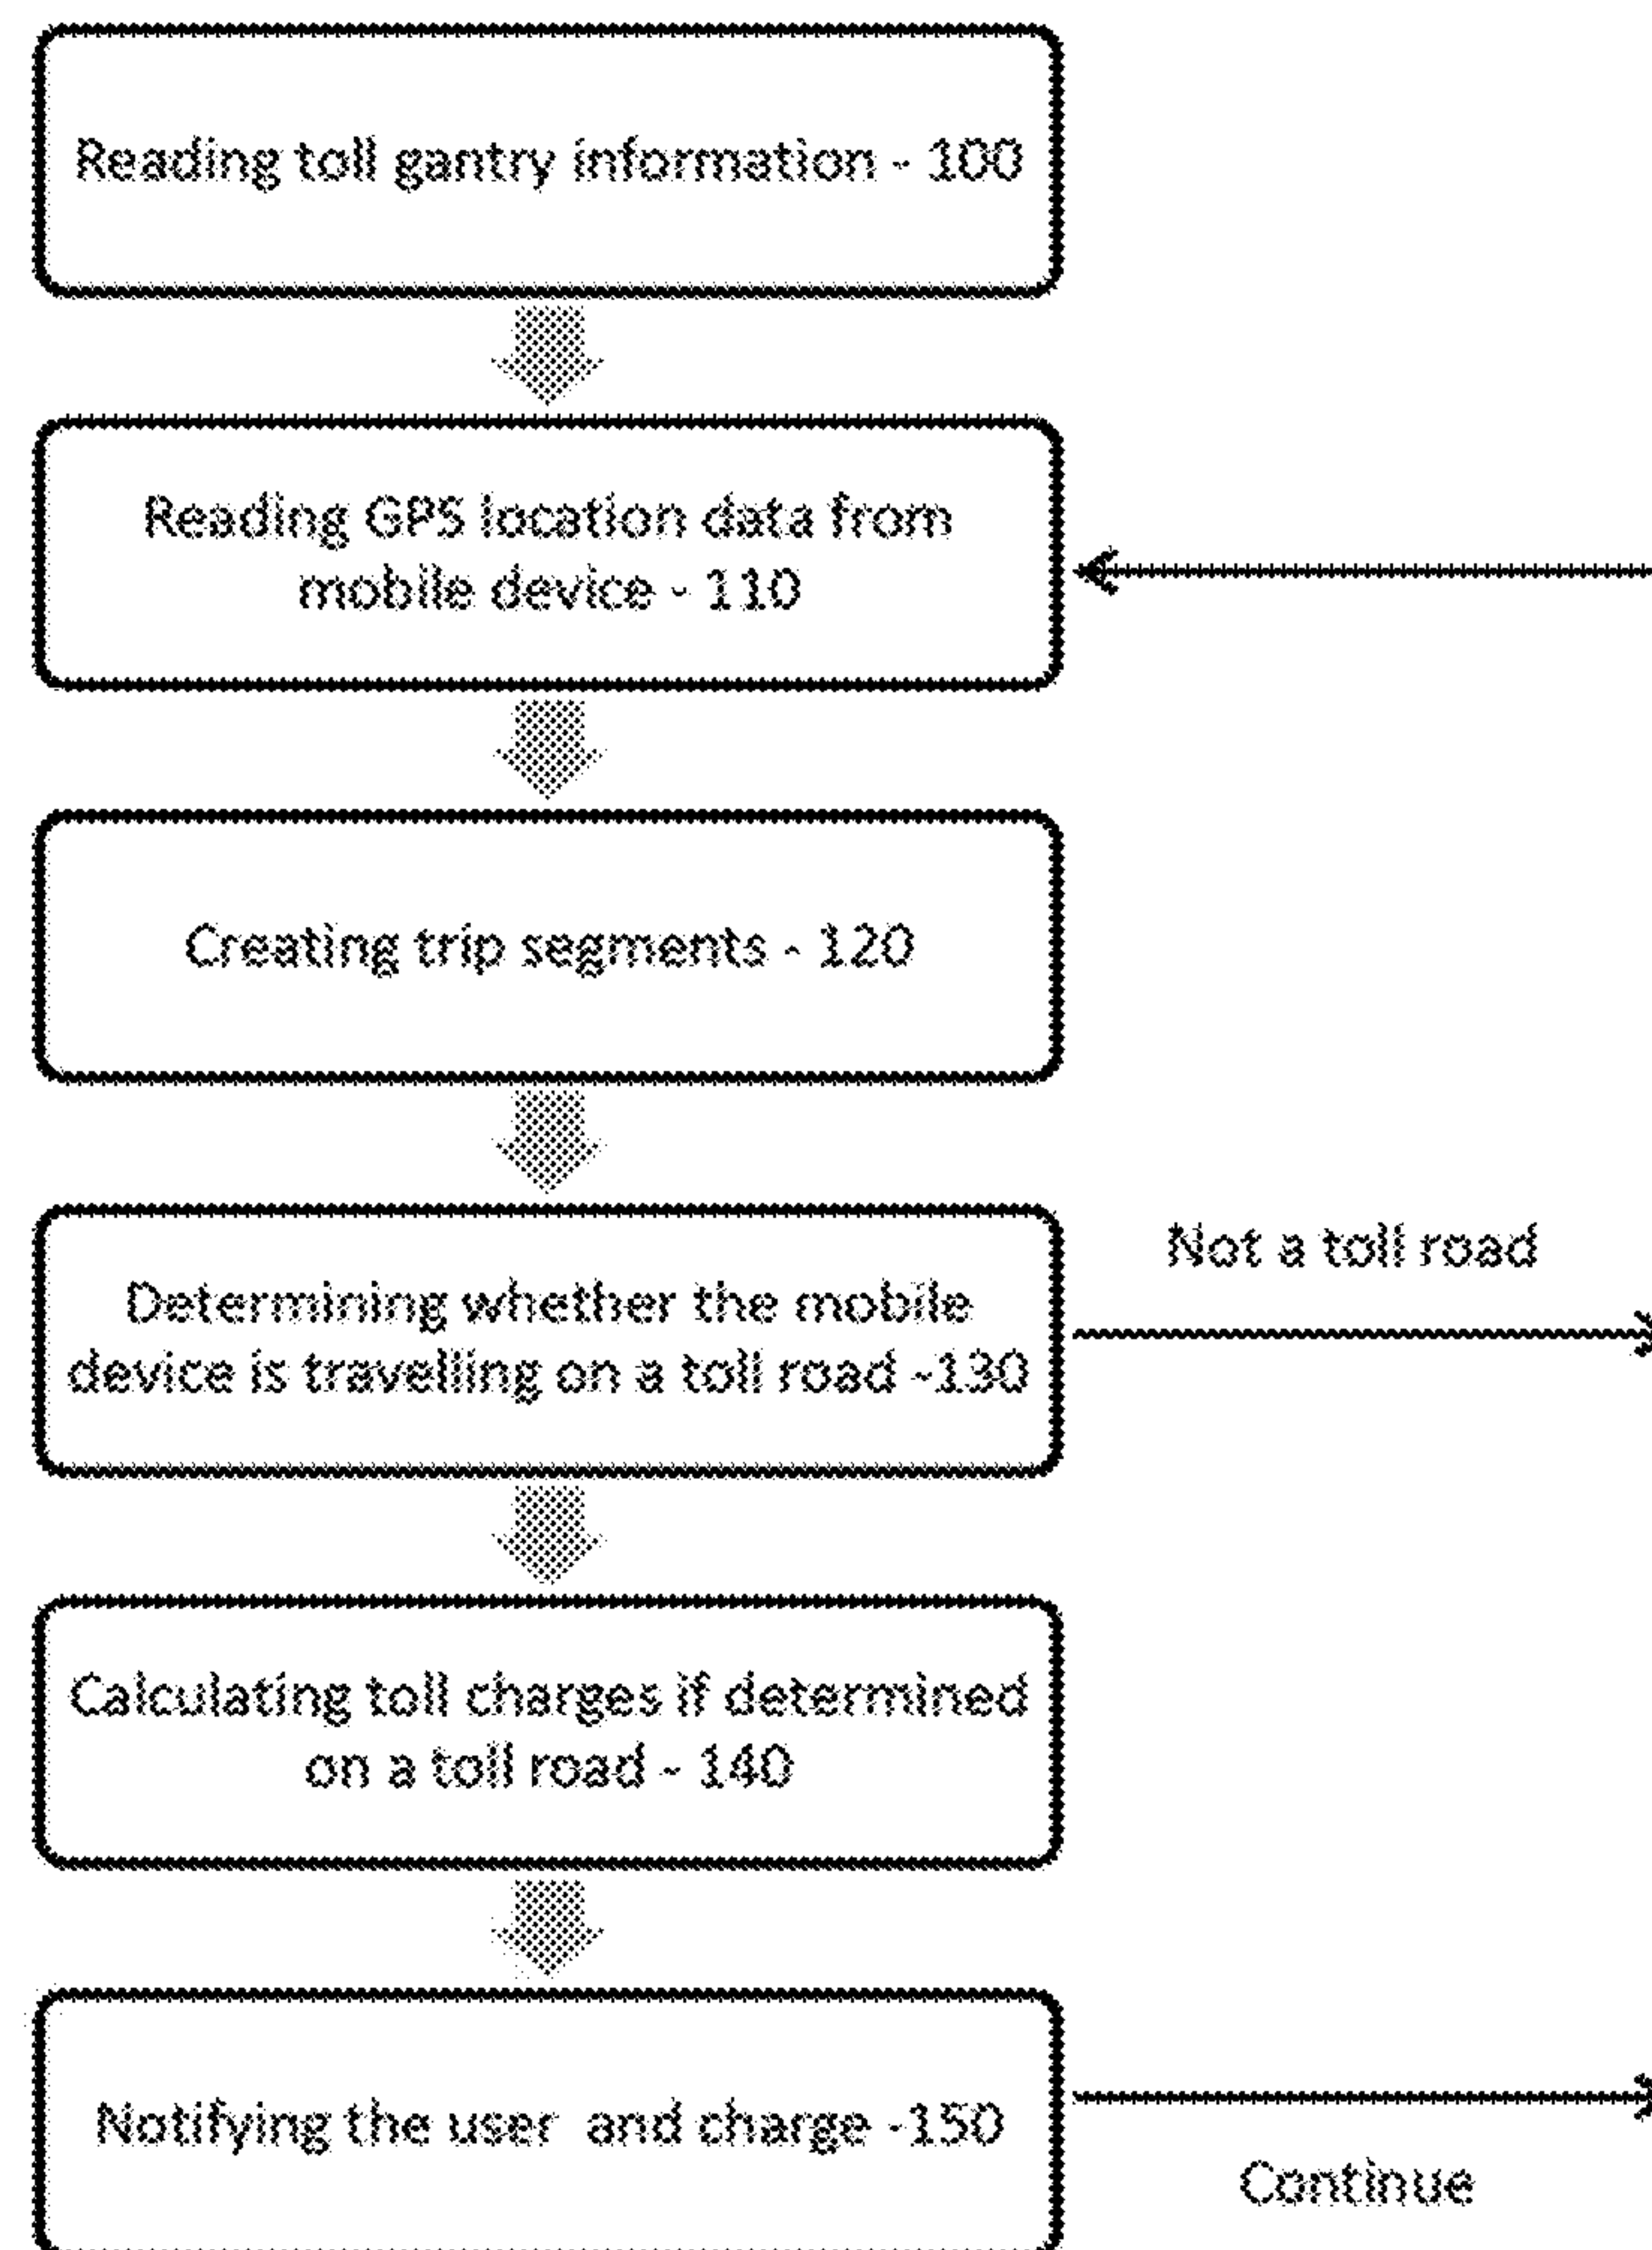 Reading toll gantry information - 100
Reading GPS location data from
mobile device - 110
Creating trip segments - 120
Not a toll road
Determining whether the mobile
device is travelling on a toll road -130
Calculating toll charges if determined
on a toll road - 140
Notifying the user and charge -150
Continue